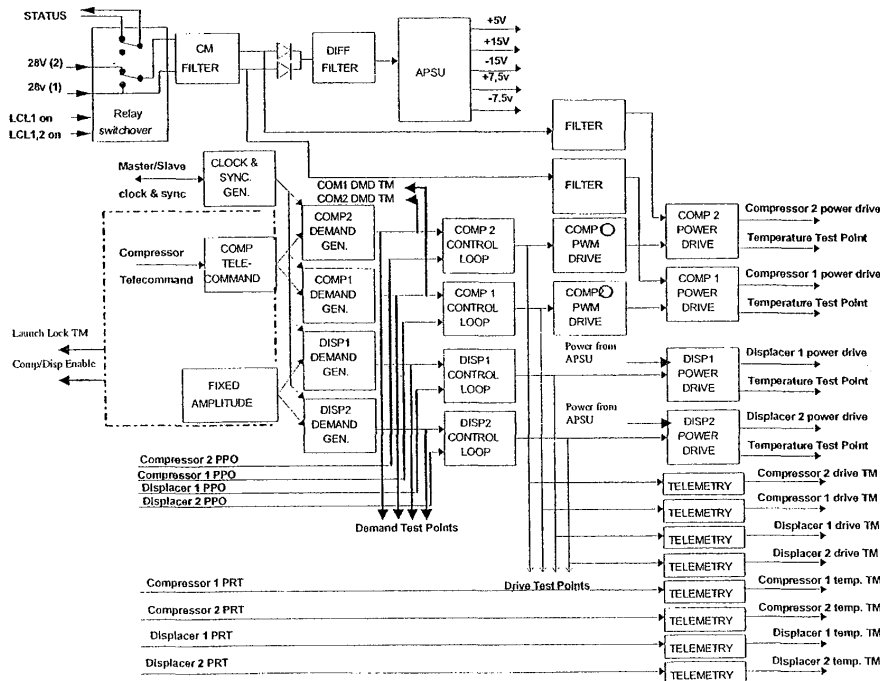 STATUS
28V (2)
28v (1)
LCL1 on
LCL1,2 on
Relay
switchover
CM
FILTER
DIFF
FILTER
APSU
+5V
+15V
-15V
+7,5v
-7.5v
FILTER
FILTER
Master/Slave
clock & sync
CLOCK &
SYNC.
GEN.
COM1 DMD TM
COM2 DMD TM
Compressor
Telecommand
COMP
TELE-
COMMAND
COMP2
DEMAND
GEN.
COMP1
DEMAND
GEN.
DISP1
DEMAND
GEN.
DISP2
DEMAND
GEN.
FIXED
AMPLITUDE
Launch Lock TM
Comp/Disp Enable
COMP 2
CONTROL
LOOP
COMP 1
CONTROL
LOOP
DISP1
CONTROL
LOOP
DISP2
CONTROL
LOOP
COMP
PWM
DRIVE
COMP2
PWM
DRIVE
Power from
APSU
Power from
APSU
COMP 2
POWER
DRIVE
COMP 1
POWER
DRIVE
DISP1
POWER
DRIVE
DISP2
POWER
DRIVE
Compressor 2 power drive
Temperature Test Point
Compressor 1 power drive
Temperature Test Point
Displacer 1 power drive
Temperature Test Point
Displacer 2 power drive
Temperature Test Point
Compressor 2 PPO
Compressor 1 PPO
Displacer 1 PPO
Displacer 2 PPO
Demand Test Points
Drive Test Points
TELEMETRY Compressor 2 drive TM
TELEMETRY Compressor 1 drive TM
TELEMETRY Displacer 1 drive TM
TELEMETRY Displacer 2 drive TM
Compressor 1 PRT TELEMETRY Compressor 1 temp. TM
Compressor 2 PRT TELEMETRY Compressor 2 temp. TM
Displacer 1 PRT TELEMETRY Displacer 1 temp. TM
Displacer 2 PRT TELEMETRY Displacer 2 temp. TM